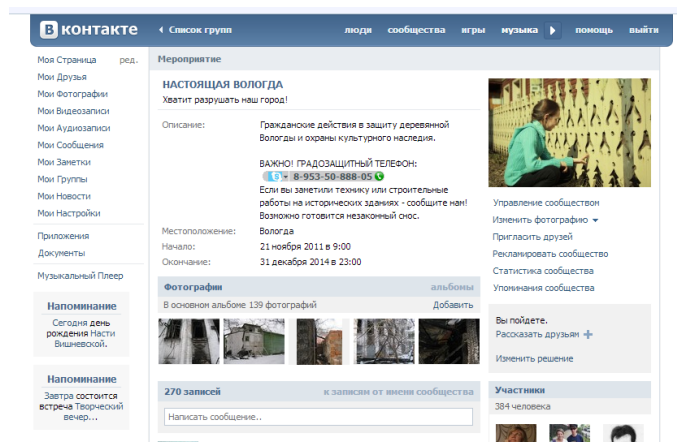 В контакте
Список групп
люди сообщества игры музыка помощь выйти
Моя Страница ред.
Мои Друзья
Мои Фотографии
Мои Видеозаписи
Мои Аудиозаписи
Мои Сообщения
Мои Заметки
Мои Группы
Мои Новости
Мои Настройки
Приложения
Документы
Музыкальный Плеер
Напоминание
Сегодня день
рождения Насти
Вишневской.
Напоминание
Завтра состоится
встреча Творческий
вечер...
Мероприятие
НАСТОЯЩАЯ ВОЛОГДА
Хватит разрушать наш город!
Описание: Гражданские действия в защиту деревянной
Вологды и охраны культурного наследия.
ВАЖНО! ГРАДОЗАЩИТНЫЙ ТЕЛЕФОН:
8-953-50-888-05
Если вы заметили технику или строительные
работы на исторических зданиях - сообщите нам!
Возможно готовится незаконный снос.
Местоположение: Вологда
Начало: 21 ноября 2011 в 9:00
Окончание: 31 декабря 2014 в 23:00
Фотографии альбомы
В основном альбоме 139 фотографий Добавить
270 записей к записям от имени сообщества
Написать сообщение..
Управление сообществом
Изменить фотографию
Пригласить друзей
Рекламировать сообщество
Статистика сообщества
Упоминания сообщества
Вы пойдете.
Рассказать друзьям
Изменить решение
Участники
384 человека